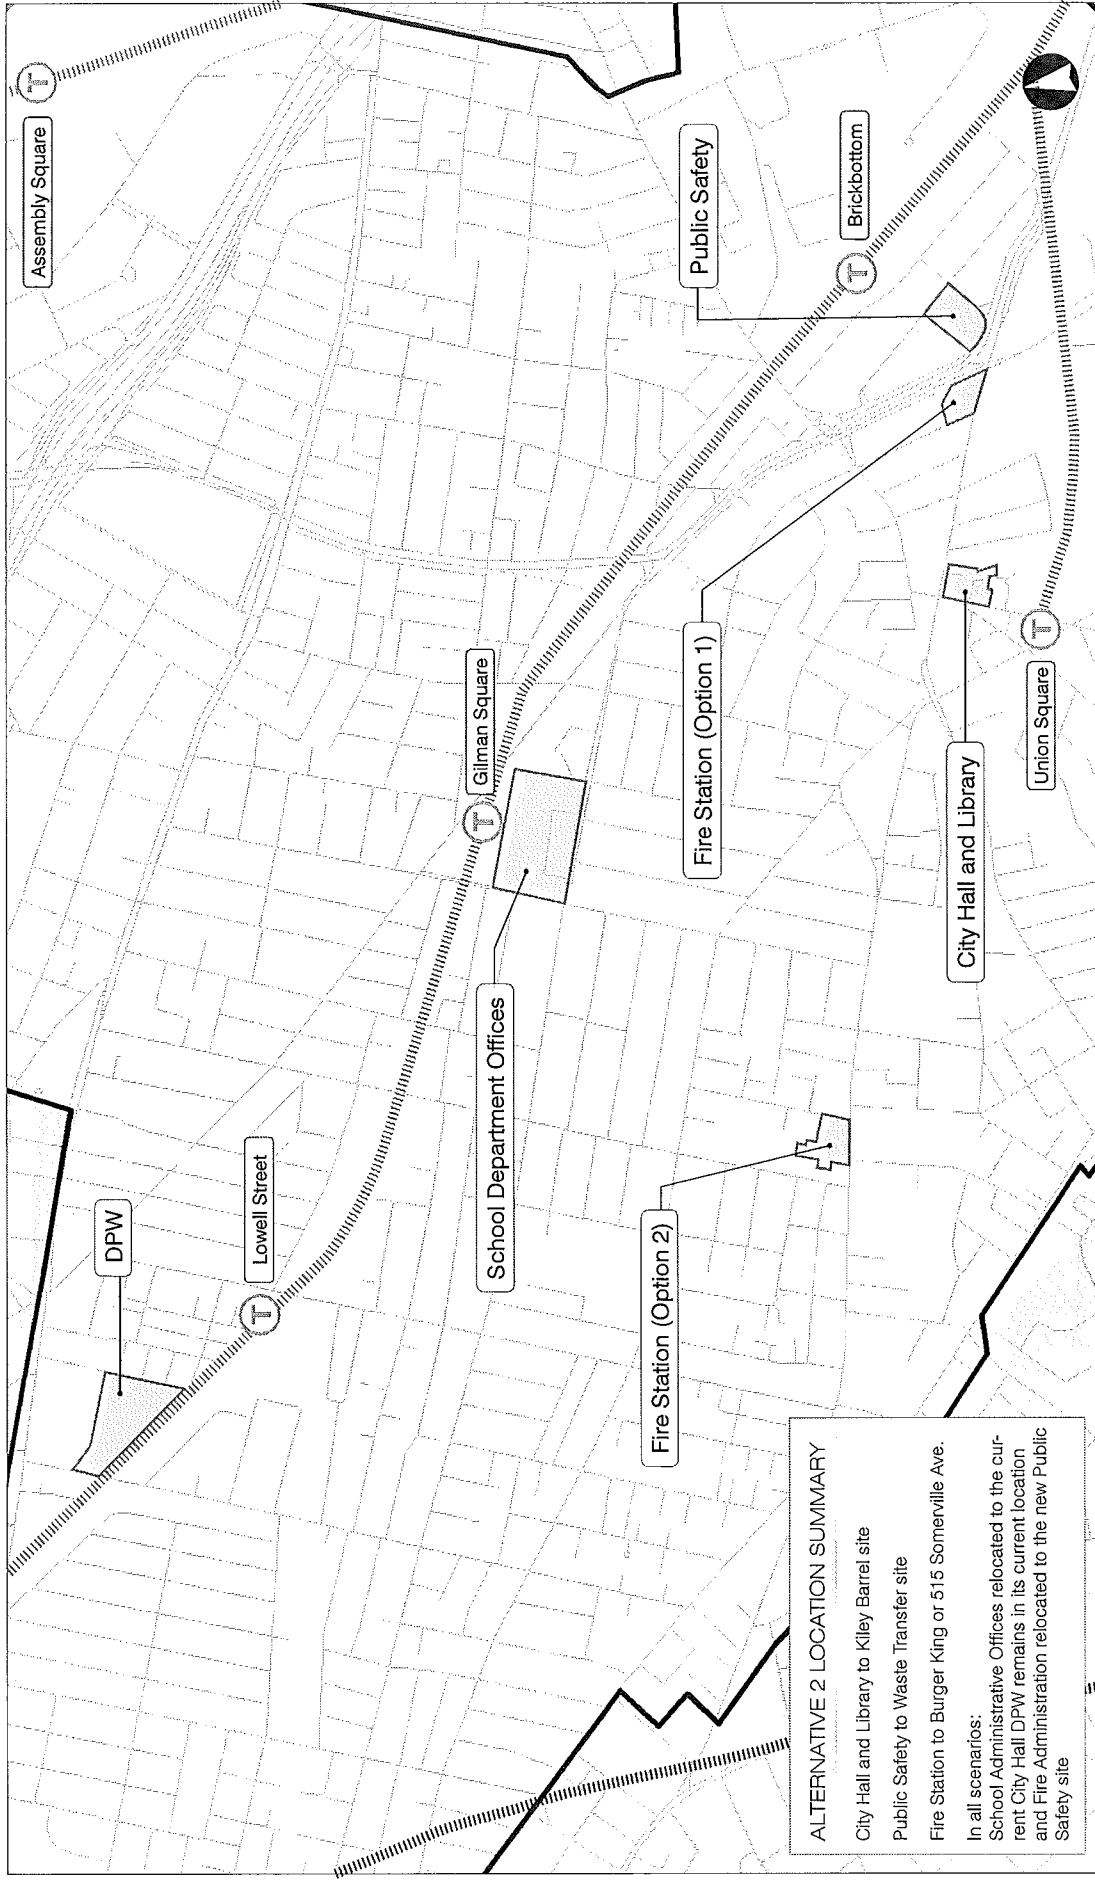 Assembly Square
T
Public Safety
Brickbottom
T
Gilman Square
T
Fire Station (Option 1)
City Hall and Library
Union Square
T
School Department Offices
DPW
Lowell Street
T
Fire Station (Option 2)
ALTERNATIVE 2 LOCATION SUMMARY
City Hall and Library to Kiley Barrel site
Public Safety to Waste Transfer site
Fire Station to Burger King or 515 Somerville Ave.
In all scenarios:
School Administrative Offices relocated to the cur-
rent City Hall DPW remains in its current location
and Fire Administration relocated to the new Public
Safety site